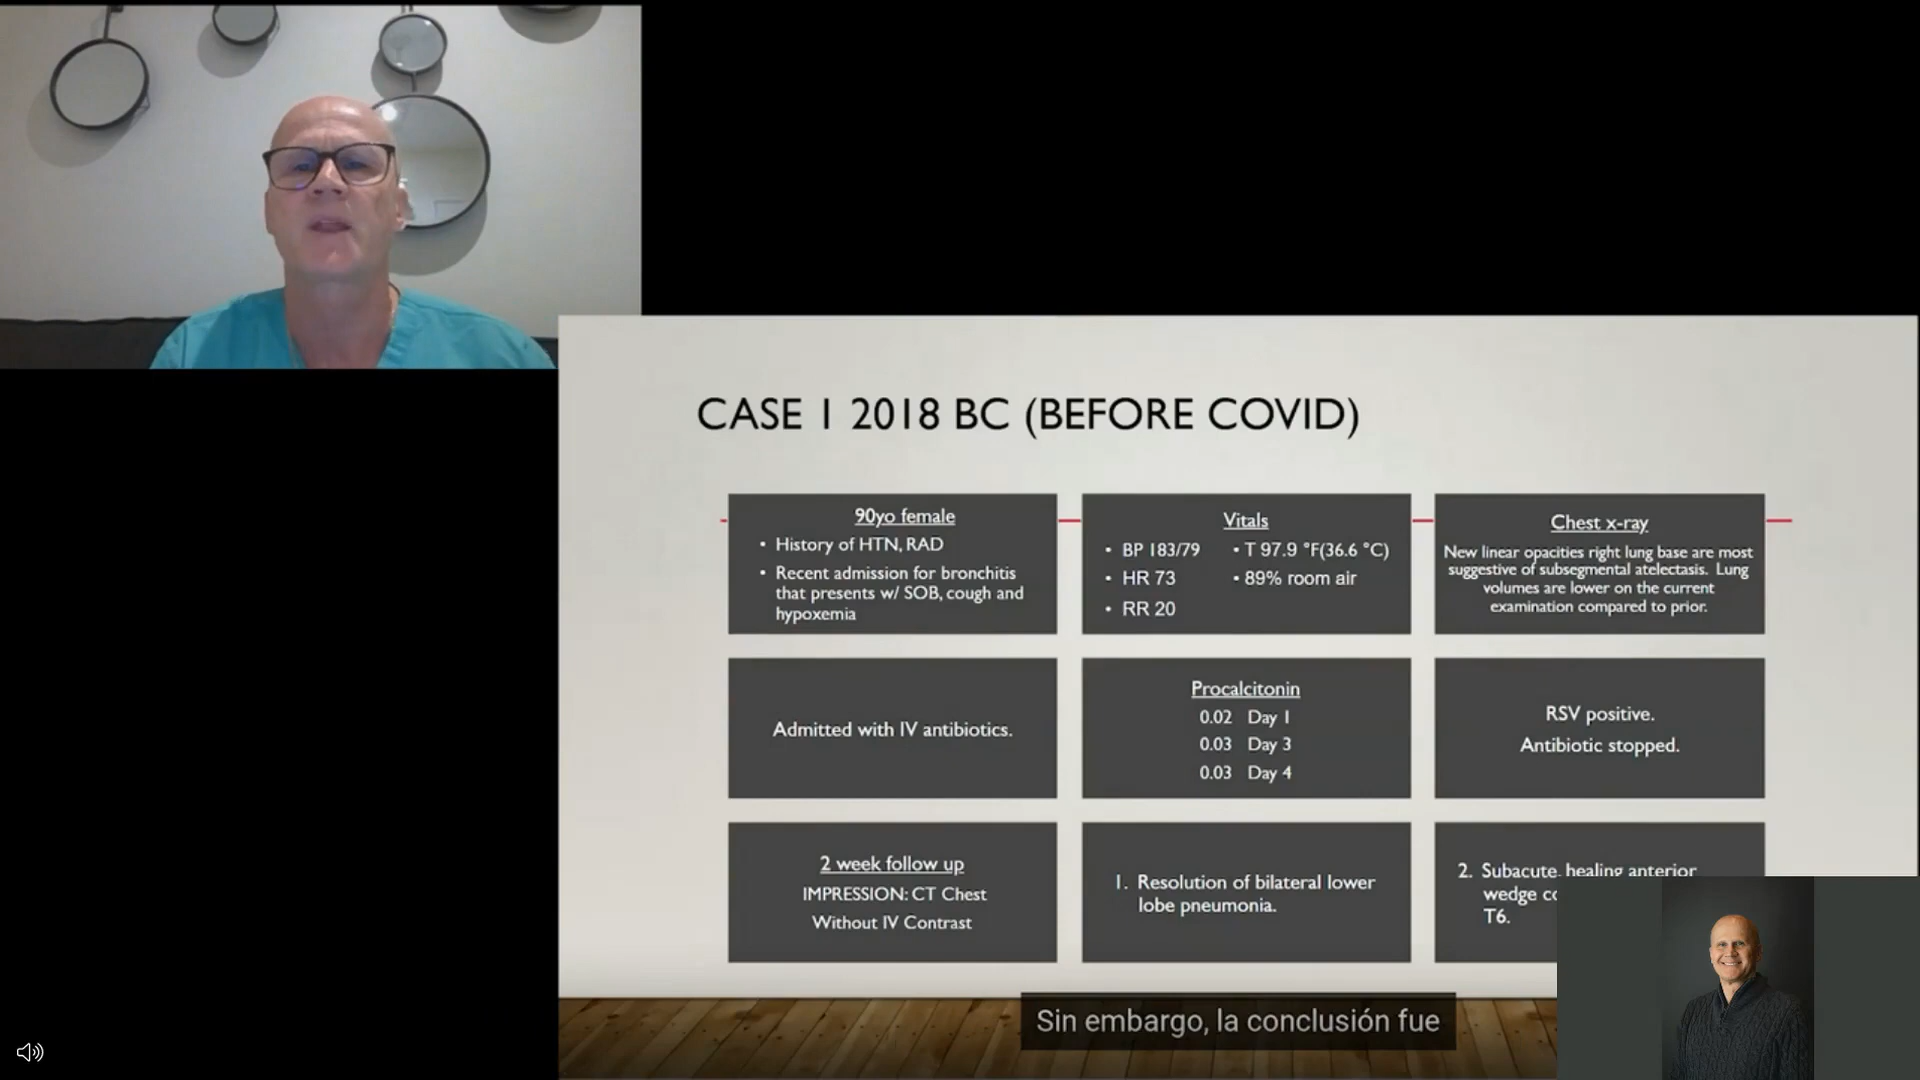 CASE 1 2018 BC (BEFORE COVID)
90yo female
• History of HTN, RAD
• Recent admission for bronchitis
that presents w/ SOB, cough and
hypoxemia
Vitals
• BP 183/79
• HR 73
• RR 20
• T 97.9 °F(36.6 °C)
• 89% room air
Chest x-ray
New linear opacities right lung base are most
suggestive of subsegmental atelectasis. Lung
volumes are lower on the current
examination compared to prior.
Admitted with IV antibiotics.
Procalcitonin
0.02 Day 1
0.03 Day 3
0.03 Day 4
RSV positive.
Antibiotic stopped.
2 week follow up
IMPRESSION: CT Chest
Without IV Contrast
1. Resolution of bilateral lower
lobe pneumonia.
2. Subacute, healing anterior
wedge
T6.
Sin embargo, la conclusión fue